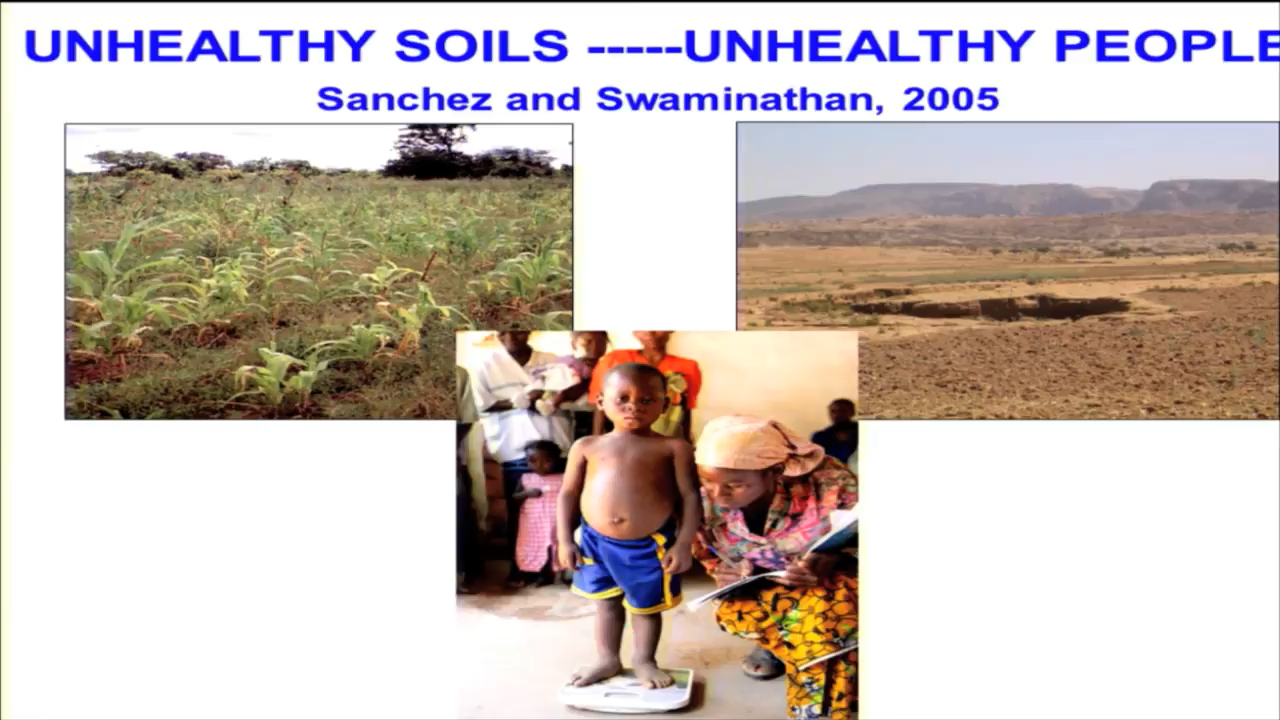 UNHEALTHY SOILS -----UNHEALTHY PEOPLE
Sanchez and Swaminathan, 2005